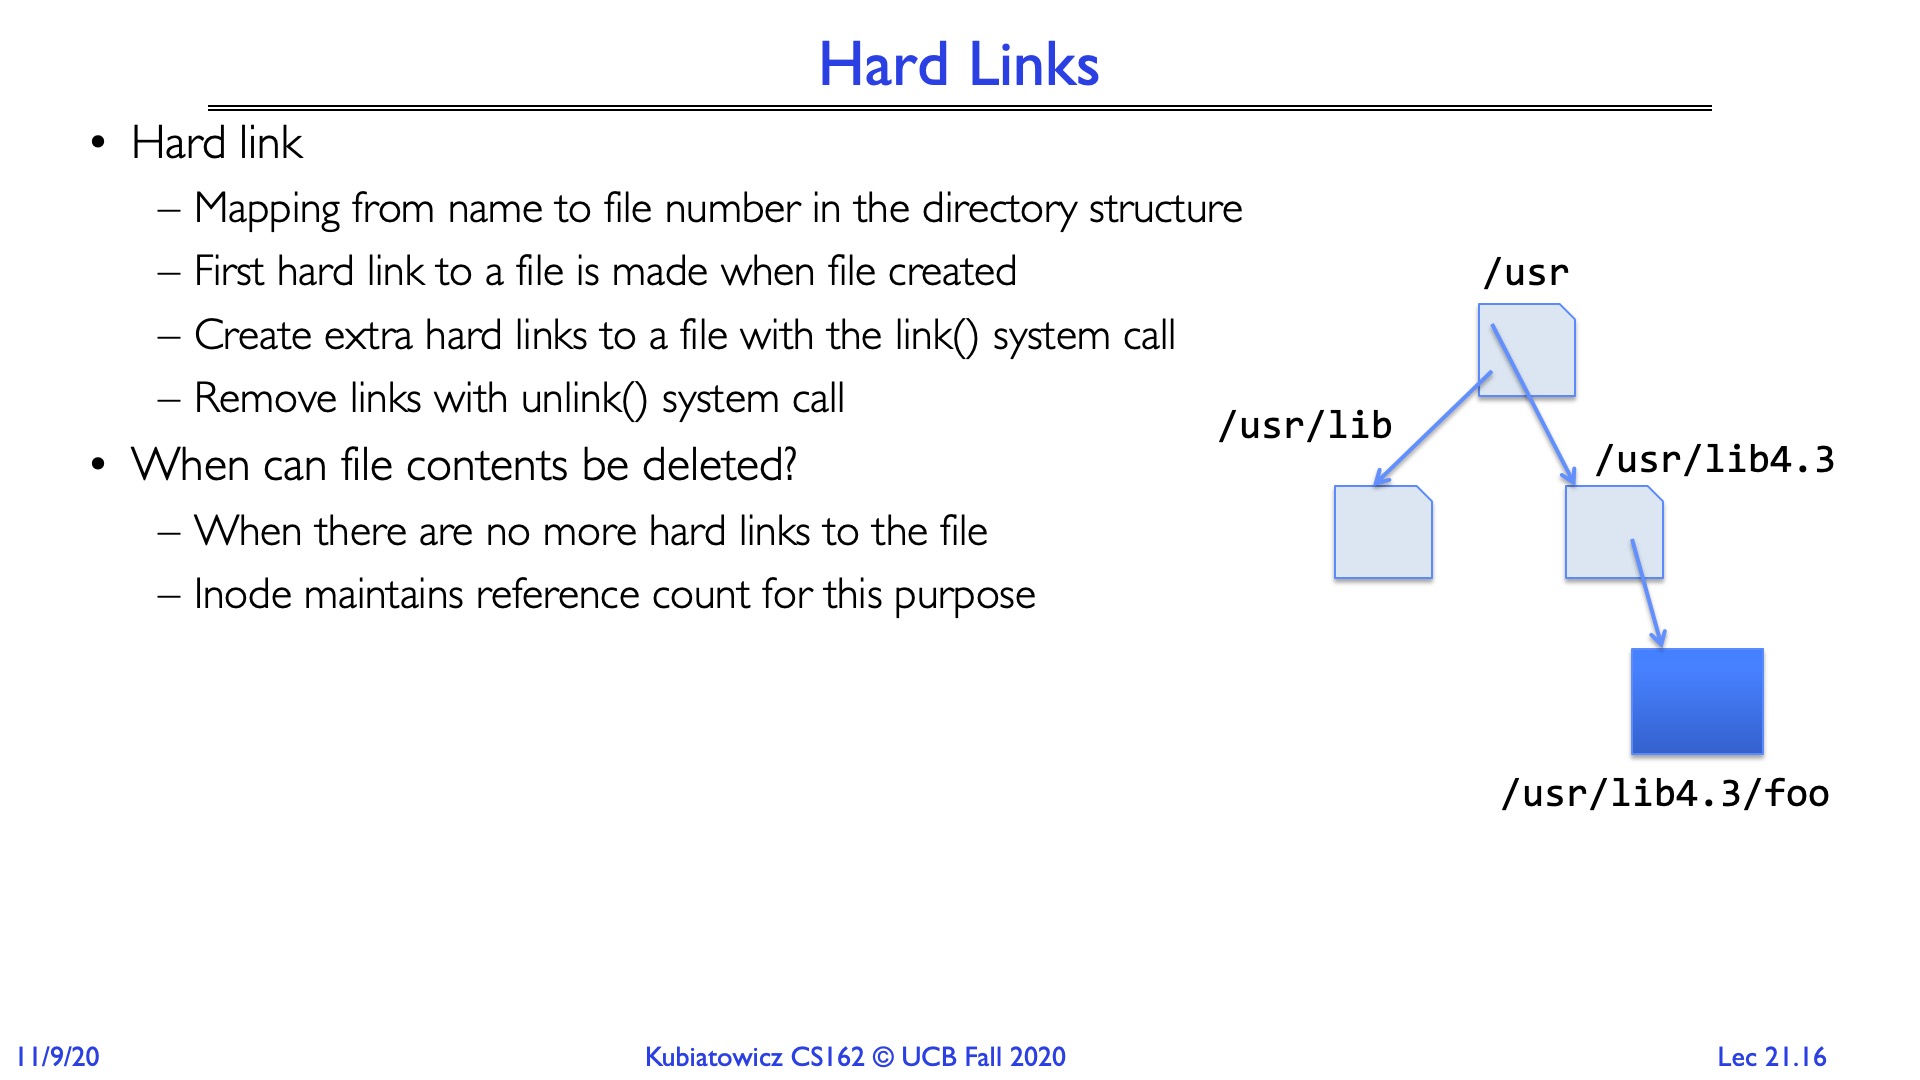 Hard Links
• Hard link
– Mapping from name to file number in the directory structure
– First hard link to a file is made when file created
– Create extra hard links to a file with the link() system call
– Remove links with unlink() system call
• When can file contents be deleted?
– When there are no more hard links to the file
– Inode maintains reference count for this purpose
/usr
/usr/lib
/usr/lib4.3
/usr/lib4.3/foo
11/9/20
Kubiatowicz CS162 © UCB Fall 2020
Lec 21.16